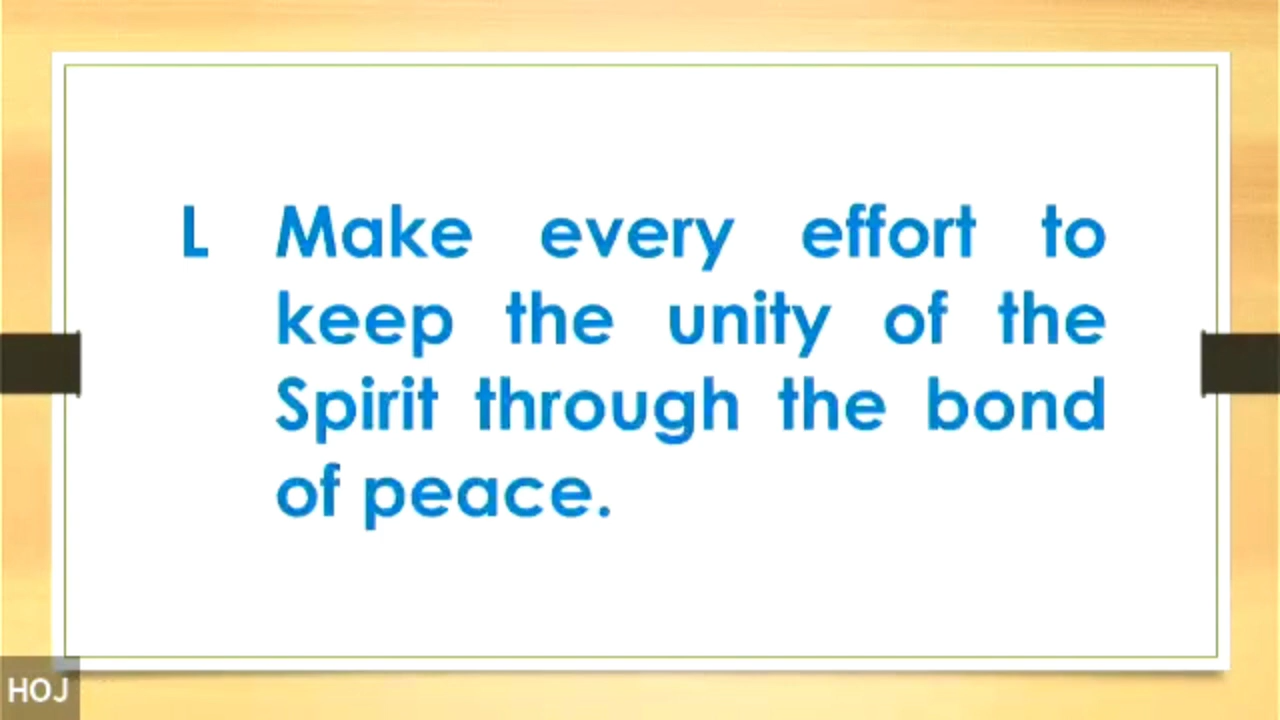 L Make every effort to
keep the unity of the
Spirit through the bond
of peace.
HOJ